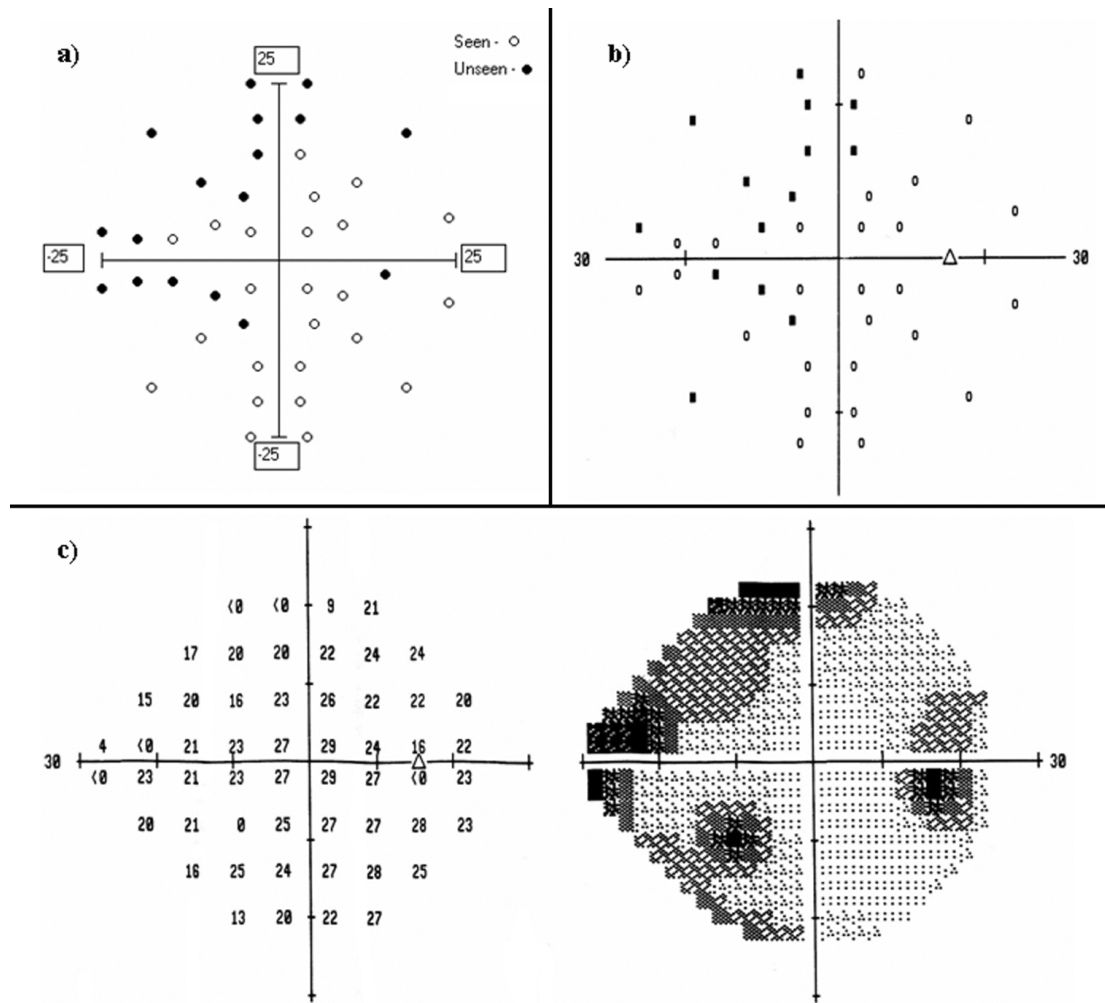 a)
Seen - ○
Unseen - ●
25
-25
25
-25
b)
30
30
c)
(0 (0 9 21
17 20 20 22 24 24
15 20 16 23 26 22 22 20
4 (0 21 23 27 29 24 16 22
30
30
(0 23 21 23 27 29 27 (0 23
20 21 0 25 27 27 28 23
16 25 24 27 28 25
13 20 22 27